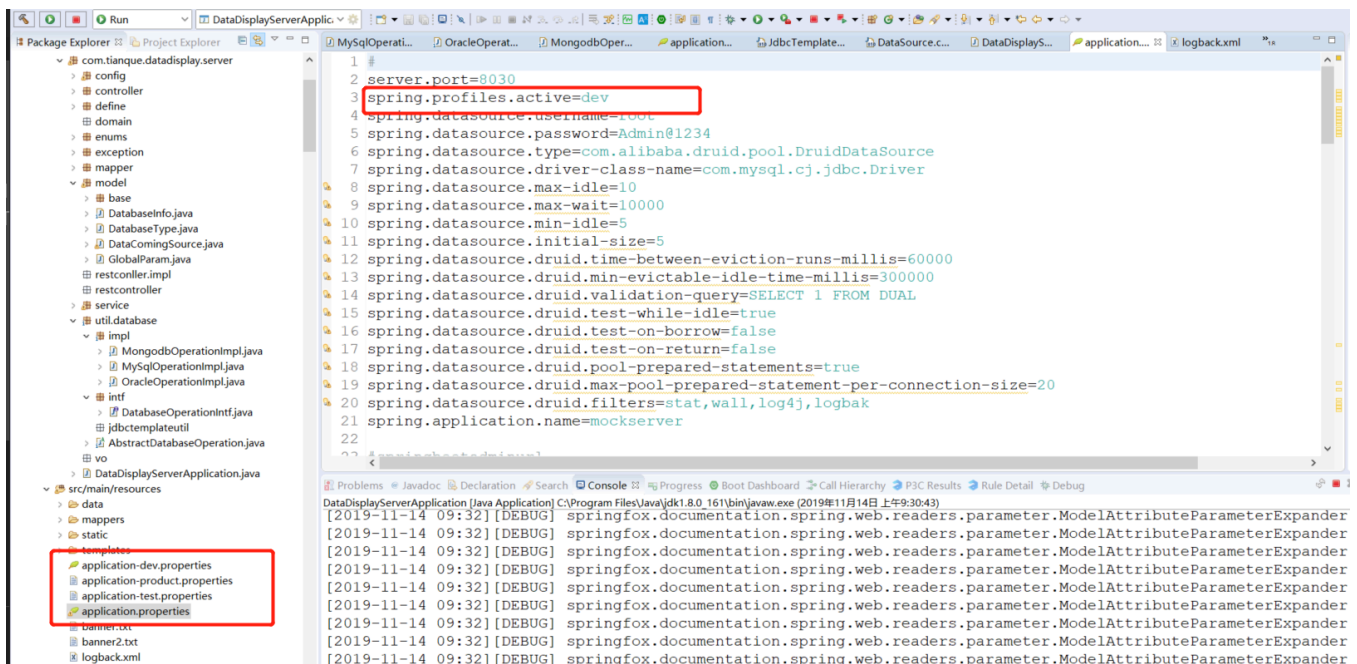 Run
DataDisplayServerApplic
Package Explorer
Project Explorer
com.tianque.datadisplay.server
config
controller
define
domain
enums
exception
mapper
model
base
DatabaseInfo.java
DatabaseType.java
DataComingSource.java
GlobalParam.java
restconller.impl
restcontroller
service
util.database
impl
MongodbOperationImpl.java
MySqlOperationImpl.java
OracleOperationImpl.java
intf
DatabaseOperationIntf.java
jdbctemplateutil
AbstractDatabaseOperation.java
vo
DataDisplayServerApplication.java
src/main/resources
data
mappers
static
templates
application-dev.properties
application-product.properties
application-test.properties
application.properties
banner.txt
banner2.txt
logback.xml
MySqlOperati...
OracleOperat...
MongodbOper...
application...
JdbcTemplate...
DataSource.c...
DataDisplayS...
application....
logback.xml
1 #
2 server.port=8030
3 spring.profiles.active=dev
4 spring.datasource.username=root
5 spring.datasource.password=Admin@1234
6 spring.datasource.type=com.alibaba.druid.pool.DruidDataSource
7 spring.datasource.driver-class-name=com.mysql.cj.jdbc.Driver
8 spring.datasource.max-idle=10
9 spring.datasource.max-wait=10000
10 spring.datasource.min-idle=5
11 spring.datasource.initial-size=5
12 spring.datasource.druid.time-between-eviction-runs-millis=60000
13 spring.datasource.druid.min-evictable-idle-time-millis=300000
14 spring.datasource.druid.validation-query=SELECT 1 FROM DUAL
15 spring.datasource.druid.test-while-idle=true
16 spring.datasource.druid.test-on-borrow=false
17 spring.datasource.druid.test-on-return=false
18 spring.datasource.druid.pool-prepared-statements=true
19 spring.datasource.druid.max-pool-prepared-statement-per-connection-size=20
20 spring.datasource.druid.filters=stat,wall,log4j,logbak
21 spring.application.name=mockserver
22
Problems Javadoc Declaration Search Console Progress Boot Dashboard Call Hierarchy P3C Results Rule Detail Debug
DataDisplayServerApplication [Java Application] C:\Program Files\Java\jdk1.8.0_161\bin\javaw.exe (2019年11月14日 上午9:30:43)
[2019-11-14 09:32][DEBUG] springfox.documentation.spring.web.readers.parameter.ModelAttributeParameterExpander
[2019-11-14 09:32][DEBUG] springfox.documentation.spring.web.readers.parameter.ModelAttributeParameterExpander
[2019-11-14 09:32][DEBUG] springfox.documentation.spring.web.readers.parameter.ModelAttributeParameterExpander
[2019-11-14 09:32][DEBUG] springfox.documentation.spring.web.readers.parameter.ModelAttributeParameterExpander
[2019-11-14 09:32][DEBUG] springfox.documentation.spring.web.readers.parameter.ModelAttributeParameterExpander
[2019-11-14 09:32][DEBUG] springfox.documentation.spring.web.readers.parameter.ModelAttributeParameterExpander
[2019-11-14 09:32][DEBUG] springfox.documentation.spring.web.readers.parameter.ModelAttributeParameterExpander
[2019-11-14 09:32][DEBUG] springfox.documentation.spring.web.readers.parameter.ModelAttributeParameterExpander
[2019-11-14 09:32][DEBUG] springfox.documentation.spring.web.readers.parameter.ModelAttributeParameterExpander